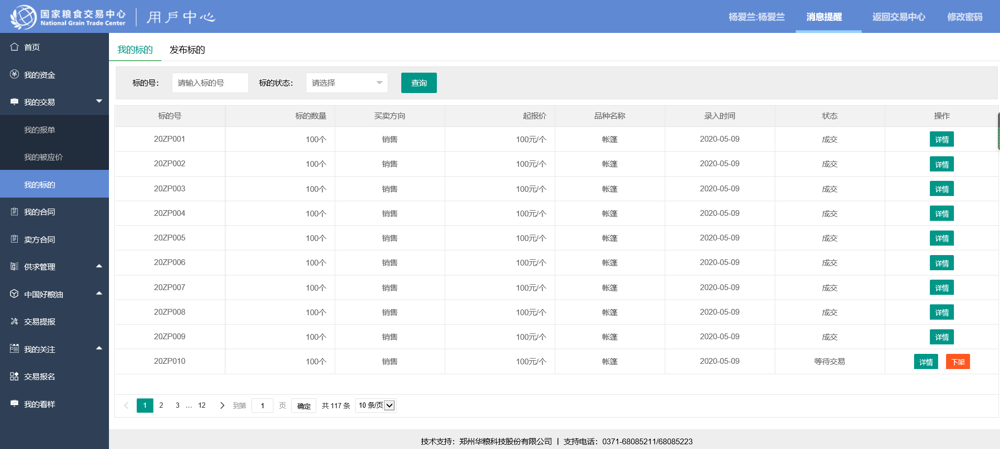 国家粮食交易中心
National Grain Trade Center
用户中心
杨爱兰:杨爱兰 消息提醒 返回交易中心 修改密码
首页
我的资金
我的交易
我的报单
我的被应价
我的标的
我的合同
卖方合同
供求管理
中国好粮油
交易提报
我的关注
交易报名
我的看样
我的标的 发布标的
标的号： 请输入标的号 标的状态： 请选择 查询
标的号 标的数量 买卖方向 起报价 品种名称 录入时间 状态 操作
20ZP001 100个 销售 100元/个 帐篷 2020-05-09 成交 详情
20ZP002 100个 销售 100元/个 帐篷 2020-05-09 成交 详情
20ZP003 100个 销售 100元/个 帐篷 2020-05-09 成交 详情
20ZP004 100个 销售 100元/个 帐篷 2020-05-09 成交 详情
20ZP005 100个 销售 100元/个 帐篷 2020-05-09 成交 详情
20ZP006 100个 销售 100元/个 帐篷 2020-05-09 成交 详情
20ZP007 100个 销售 100元/个 帐篷 2020-05-09 成交 详情
20ZP008 100个 销售 100元/个 帐篷 2020-05-09 成交 详情
20ZP009 100个 销售 100元/个 帐篷 2020-05-09 成交 详情
20ZP010 100个 销售 100元/个 帐篷 2020-05-09 等待交易 详情 下架
1 2 3 ... 12 到第 1 页 确定 共 117 条 10 条/页
技术支持：郑州华粮科技股份有限公司 | 支持电话：0371-68085211/68085223